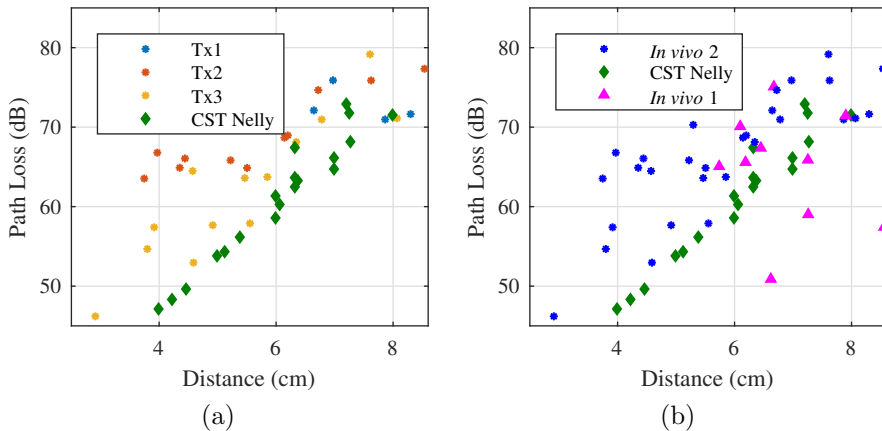 80
70
60
50
4
6
8
Path Loss (dB)
Distance (cm)
Tx1
Tx2
Tx3
CST Nelly
(a)
80
70
60
50
4
6
8
Path Loss (dB)
Distance (cm)
In vivo 2
CST Nelly
In vivo 1
(b)